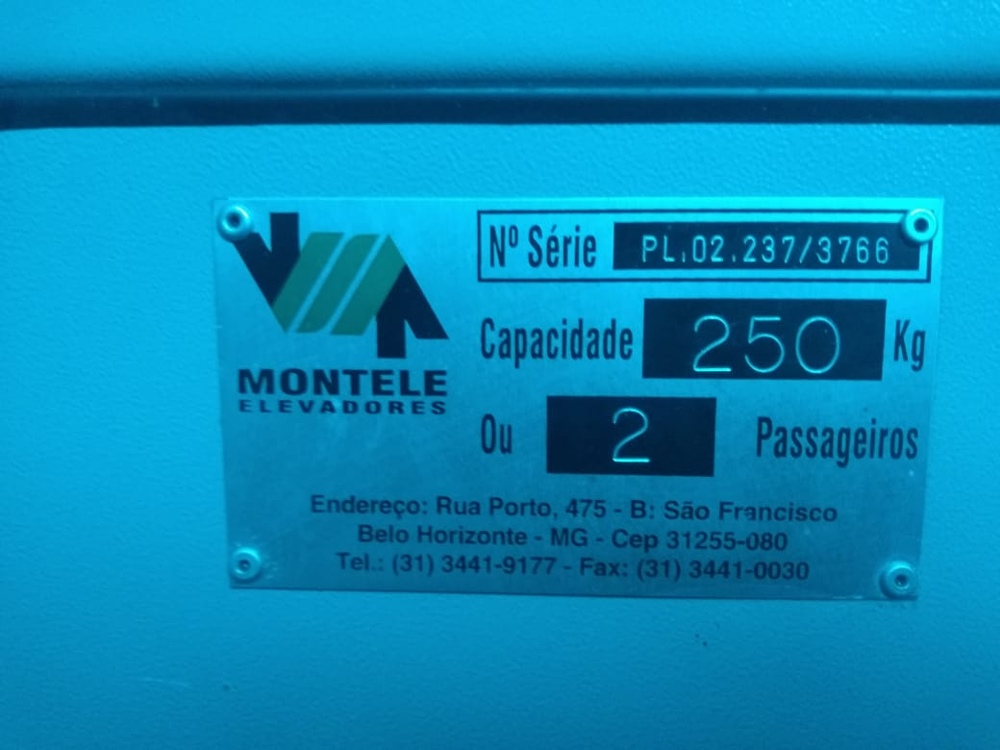 MONTELE
ELEVADORES
Nº Série PL.02.237/3766
Capacidade 250 Kg
Ou 2 Passageiros
Endereço: Rua Porto, 475 - B: São Francisco
Belo Horizonte - MG - Cep 31255-080
Tel.: (31) 3441-9177 - Fax: (31) 3441-0030